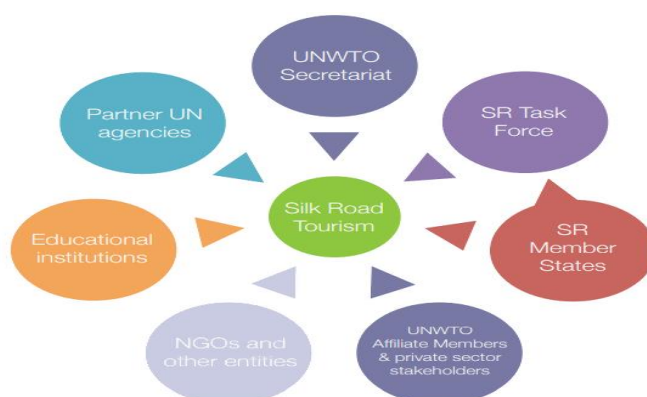 UNWTO
Secretariat
Partner UN
agencies
SR Task
Force
Silk Road
Tourism
Educational
institutions
SR
Member
States
NGOs and
other entities
UNWTO
Affiliate Members
& private sector
stakeholders